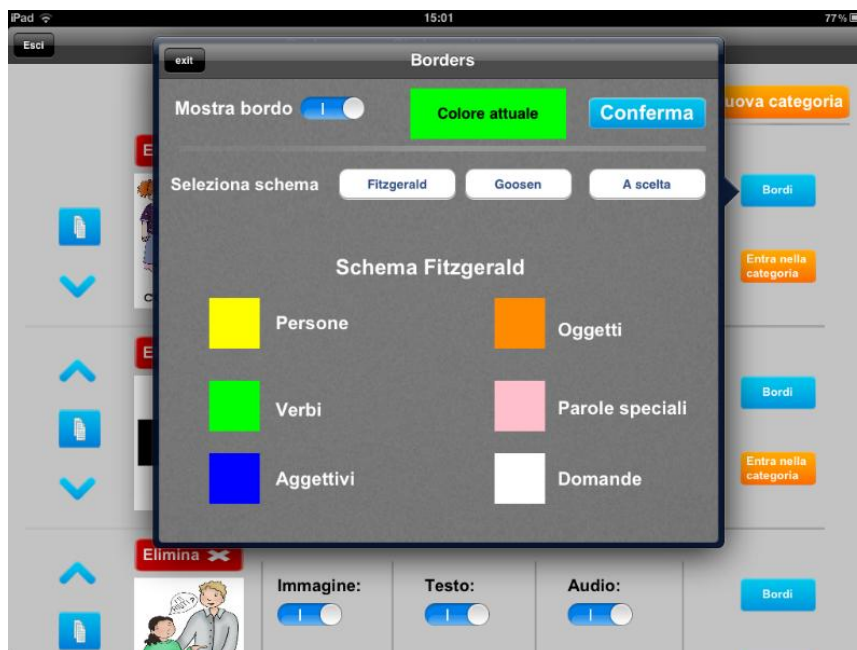 iPad 15:01 77%
Esci
exit Borders
Mostra bordo Colore attuale Conferma
uova categoria
Seleziona schema Fitzgerald Goosen A scelta
Bordi
Schema Fitzgerald
Entra nella
categoria
Persone Oggetti
Verbi Parole speciali
Bordi
Aggettivi Domande
Entra nella
categoria
Elimina
Immagine: Testo: Audio:
Bordi